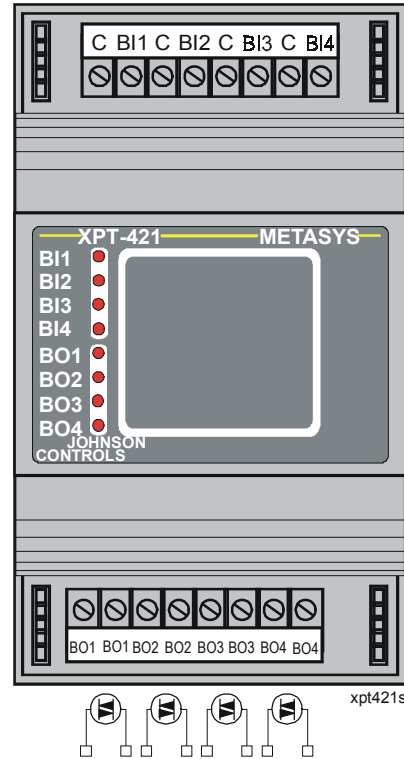 C BI1 C BI2 C BI3 C BI4
XPT-421 METASYS
BI1
BI2
BI3
BI4
BO1
BO2
BO3
BO4
JOHNSON
CONTROLS
BO1 BO1 BO2 BO2 BO3 BO3 BO4 BO4
xpt421s